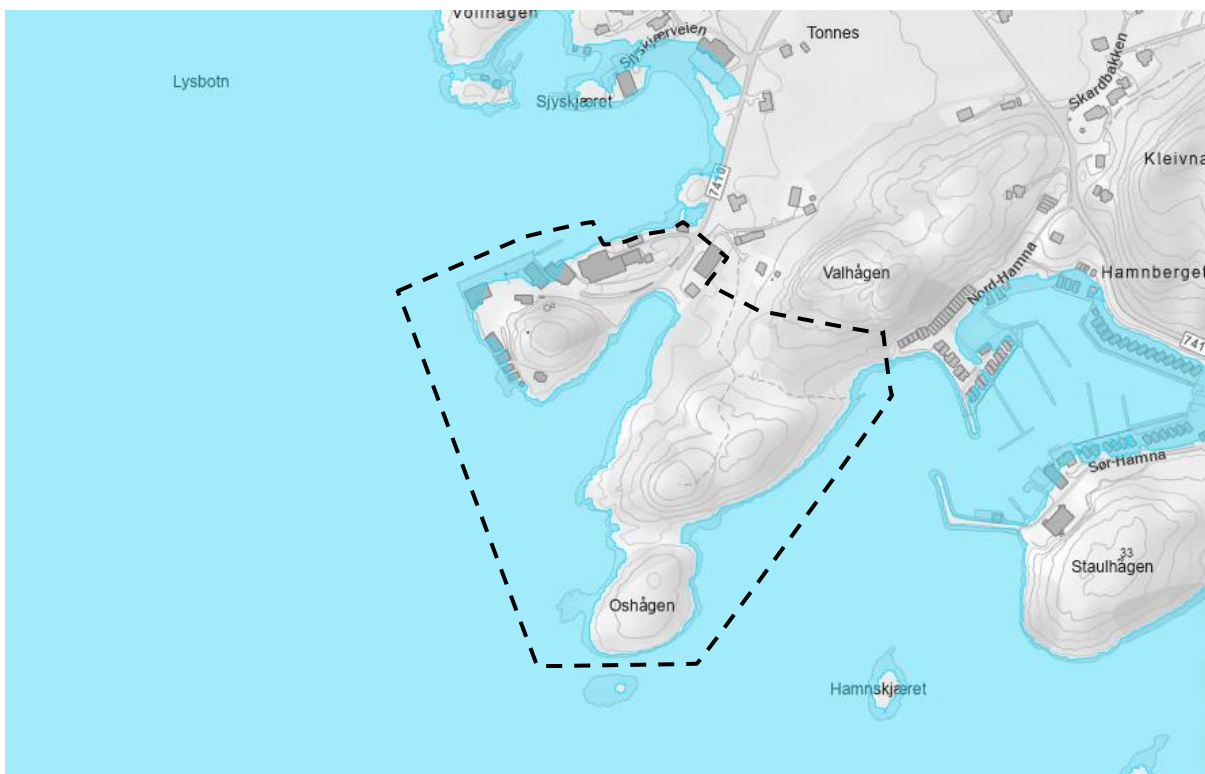 Vollhågen
Sjyskjærveien
Tonnes
Lysbotn
Sjyskjæret
Skardbakken
Kleivna
7410
Valhågen
Nord-Hamna
Hamnberget
741
Sør-Hamna
33
Staulhågen
Oshågen
Hamnskjæret